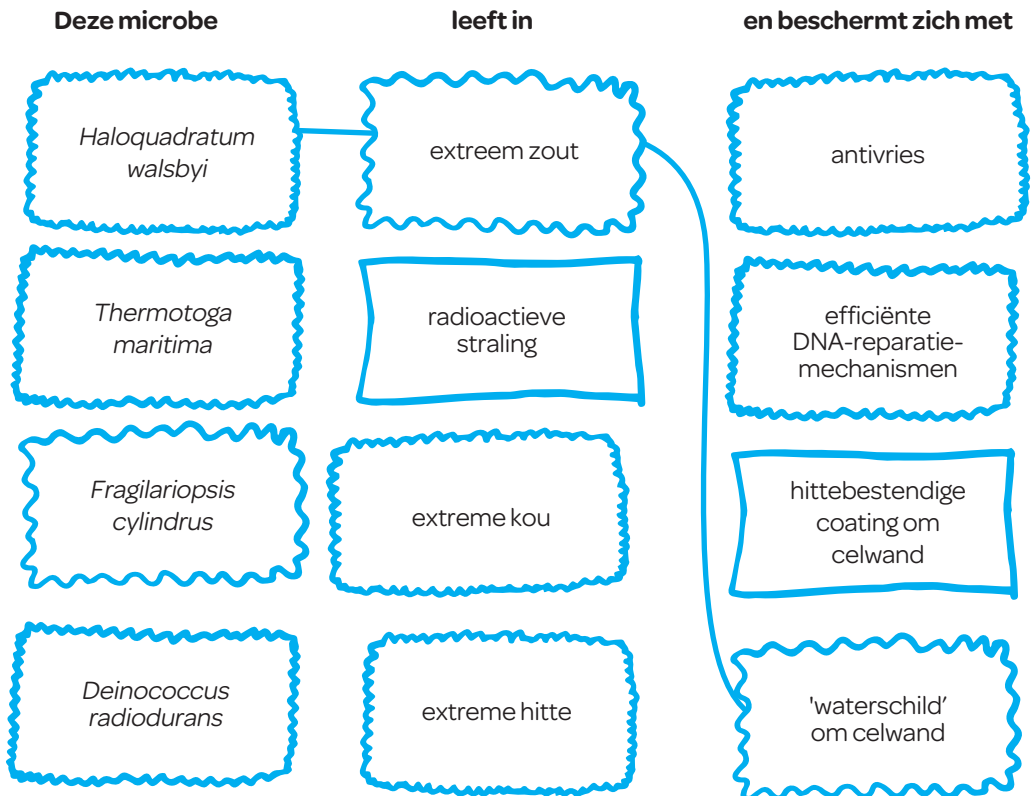 Deze microbe
leeft in
en beschermt zich met
Haloquadratum
walsbyi
extreem zout
antivries
Thermotoga
maritima
radioactieve
straling
efficiënte
DNA-reparatie-
mechanismen
Fragilariopsis
cylindrus
extreme kou
hittebestendige
coating om
celwand
Deinococcus
radiodurans
extreme hitte
'waterschild’
om celwand